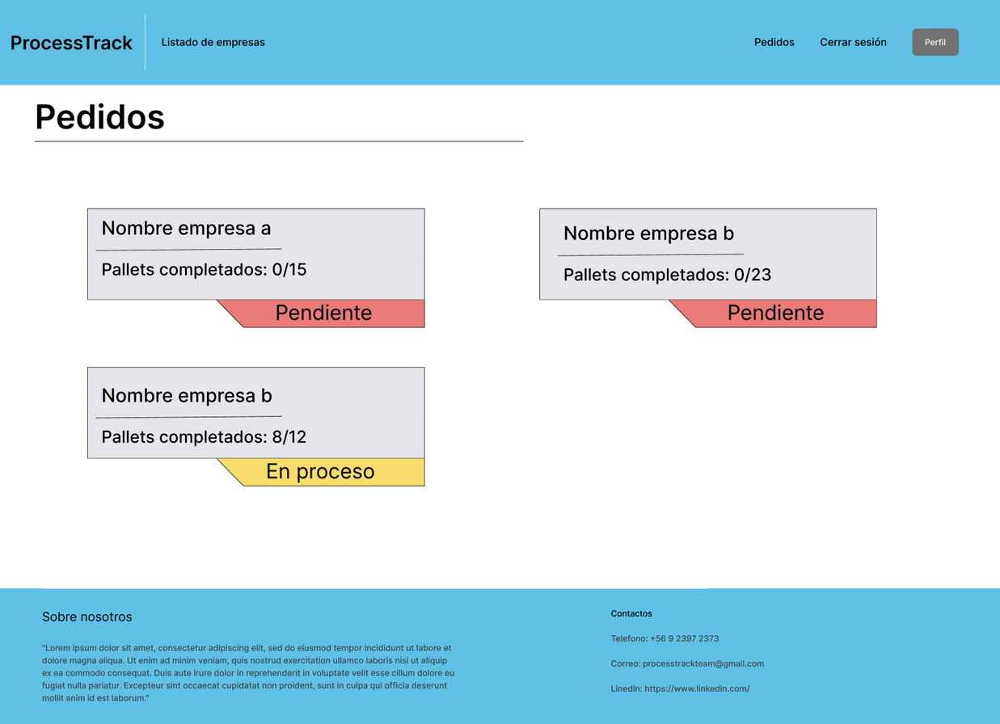 ProcessTrack
Listado de empresas
Pedidos
Cerrar sesión
Perfil
Pedidos
Nombre empresa a
Pallets completados: 0/15
Pendiente
Nombre empresa b
Pallets completados: 0/23
Pendiente
Nombre empresa b
Pallets completados: 8/12
En proceso
Sobre nosotros
"Lorem ipsum dolor sit amet, consectetur adipiscing elit, sed do eiusmod tempor incididunt ut labore et
dolore magna aliqua. Ut enim ad minim veniam, quis nostrud exercitation ullamco laboris nisi ut aliquip
ex ea commodo consequat. Duis aute irure dolor in reprehenderit in voluptate velit esse cillum dolore eu
fugiat nulla pariatur. Excepteur sint occaecat cupidatat non proident, sunt in culpa qui officia deserunt
mollit anim id est laborum."
Contactos
Telefono: +56 9 2397 2373
Correo: processtrackteam@gmail.com
LinedIn: https://www.linkedin.com/